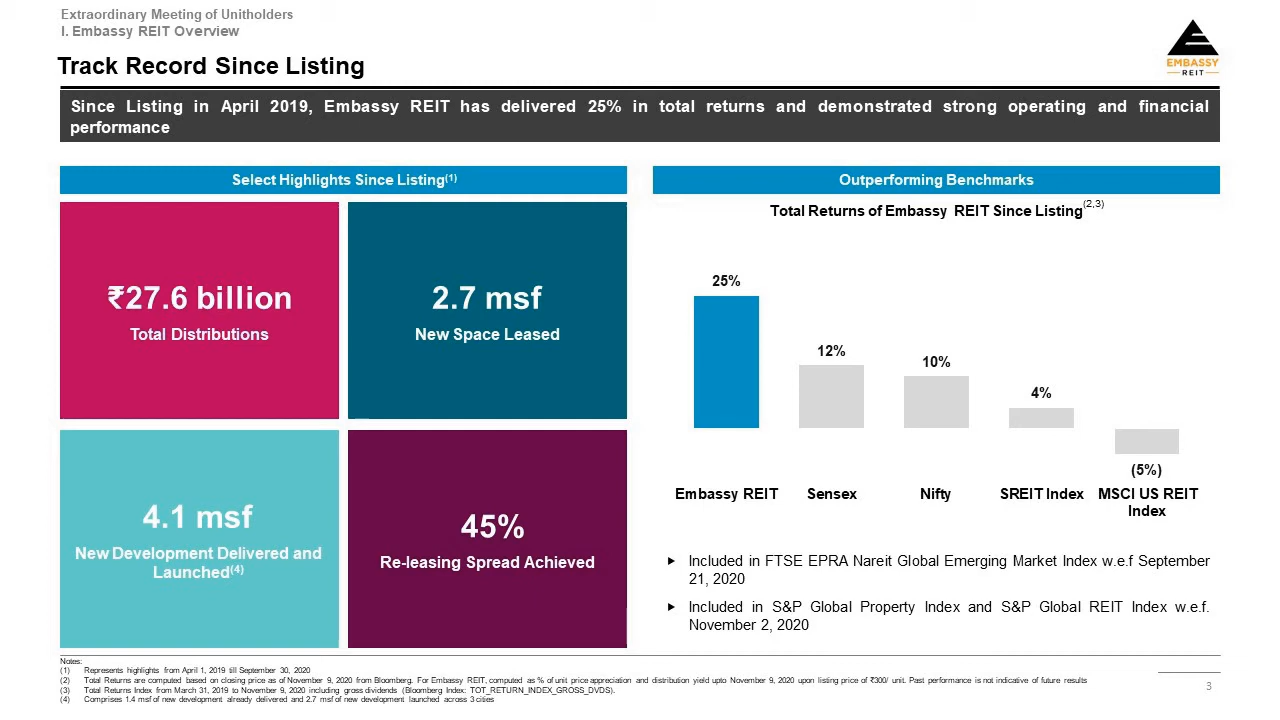 Extraordinary Meeting of Unitholders
I. Embassy REIT Overview
Track Record Since Listing
EMBASSY
REIT
Since Listing in April 2019, Embassy REIT has delivered 25% in total returns and demonstrated strong operating and financial
performance
Select Highlights Since Listing(1)
₹27.6 billion
Total Distributions
2.7 msf
New Space Leased
4.1 msf
New Development Delivered and
Launched(4)
45%
Re-leasing Spread Achieved
Outperforming Benchmarks
Total Returns of Embassy REIT Since Listing(2,3)
25%
12%
10%
4%
(5%)
Embassy REIT Sensex Nifty SREIT Index MSCI US REIT
Index
Included in FTSE EPRA Nareit Global Emerging Market Index w.e.f September
21, 2020
Included in S&P Global Property Index and S&P Global REIT Index w.e.f.
November 2, 2020
Notes:
(1) Represents highlights from April 1, 2019 till September 30, 2020
(2) Total Returns are computed based on closing price as of November 9, 2020 from Bloomberg. For Embassy REIT, computed as % of unit price appreciation and distribution yield upto November 9, 2020 upon listing price of ₹300/ unit. Past performance is not indicative of future results
(3) Total Returns Index from March 31, 2019 to November 9, 2020 including gross dividends (Bloomberg Index: TOT_RETURN_INDEX_GROSS_DVDS).
(4) Comprises 1.4 msf of new development already delivered and 2.7 msf of new development launched across 3 cities
3